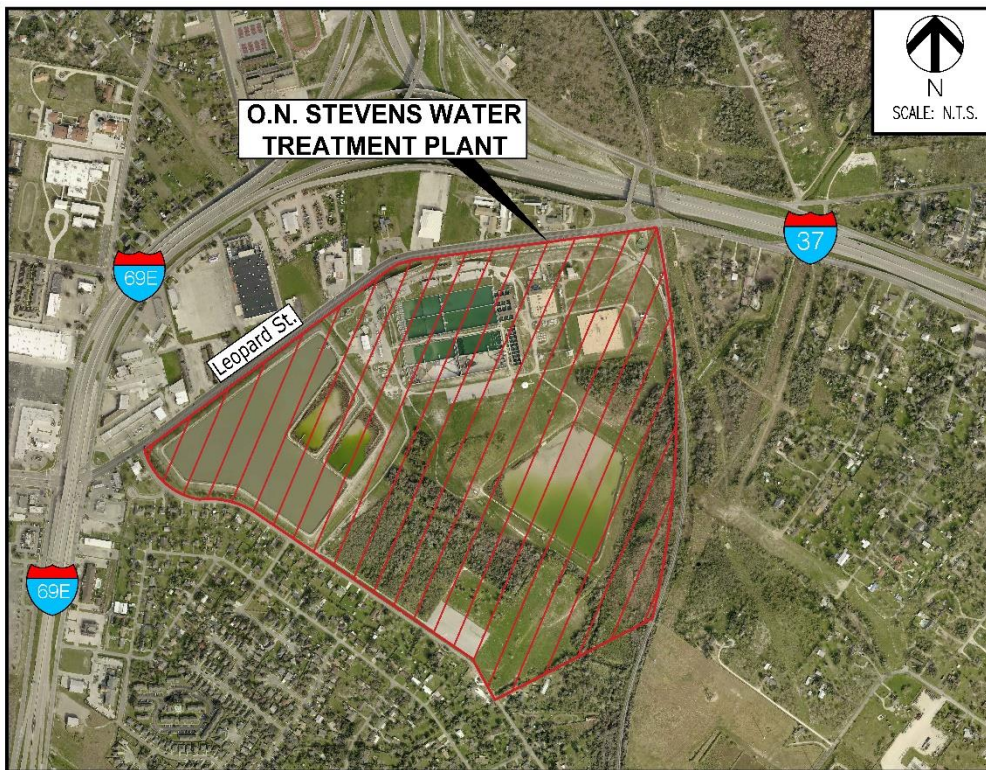 O.N. STEVENS WATER
TREATMENT PLANT
N
SCALE: N.T.S.
37
69E
Leopard St.
69E